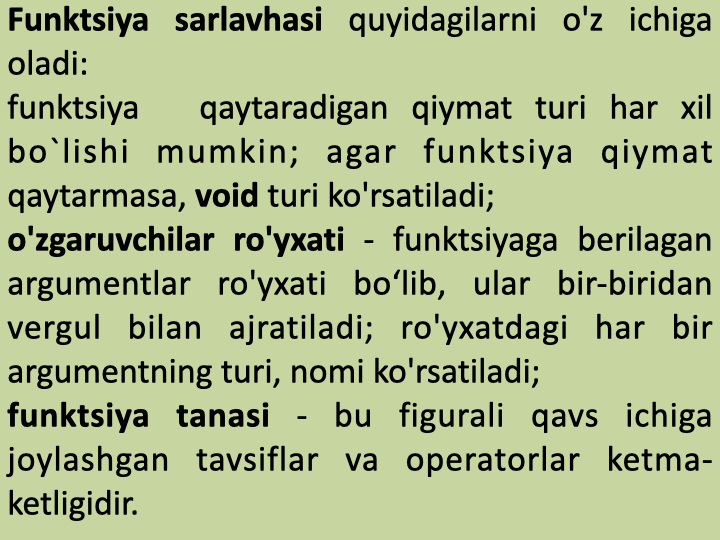 Funktsiya sarlavhasi quyidagilarni o'z ichiga
oladi:
funktsiya qaytaradigan qiymat turi har xil
bo`lishi mumkin; agar funktsiya qiymat
qaytarmasa, void turi ko'rsatiladi;
o'zgaruvchilar ro'yxati - funktsiyaga berilagan
argumentlar ro'yxati bo‘lib, ular bir-biridan
vergul bilan ajratiladi; ro'yxatdagi har bir
argumentning turi, nomi ko'rsatiladi;
funktsiya tanasi - bu figurali qavs ichiga
joylashgan tavsiflar va operatorlar ketma-
ketligidir.